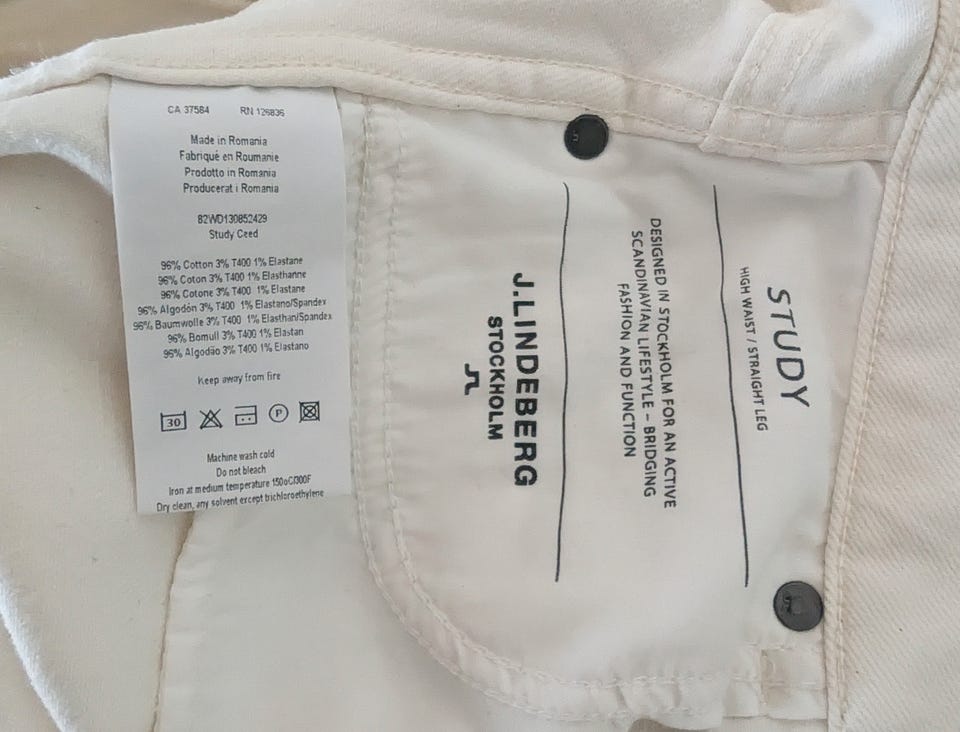 CA 37584 RN 126836
Made in Romania
Fabriqué en Roumanie
Prodotto in Romania
Producerat i Romania
82WD130852429
Study Ceed
96% Cotton 3% T400 1% Elastane
96% Coton 3% T400 1% Elasthanne
96% Cotone 3% T400 1% Elastane
96% Algodón 3% T400 1% Elastano/Spandex
96% Baumwolle 3% T400 1% Elasthan/Spandex
96% Bomull 3% T400 1% Elastan
96% Algodão 3% T400 1% Elastano
Keep away from fire
30 P
Machine wash cold
Do not bleach
Iron at medium temperature 150oC/300F
Dry clean, any solvent except trichloroethylene
STUDY
HIGH WAIST / STRAIGHT LEG
DESIGNED IN STOCKHOLM FOR AN ACTIVE
SCANDINAVIAN LIFESTYLE – BRIDGING
FASHION AND FUNCTION
J.LINDEBERG
STOCKHOLM